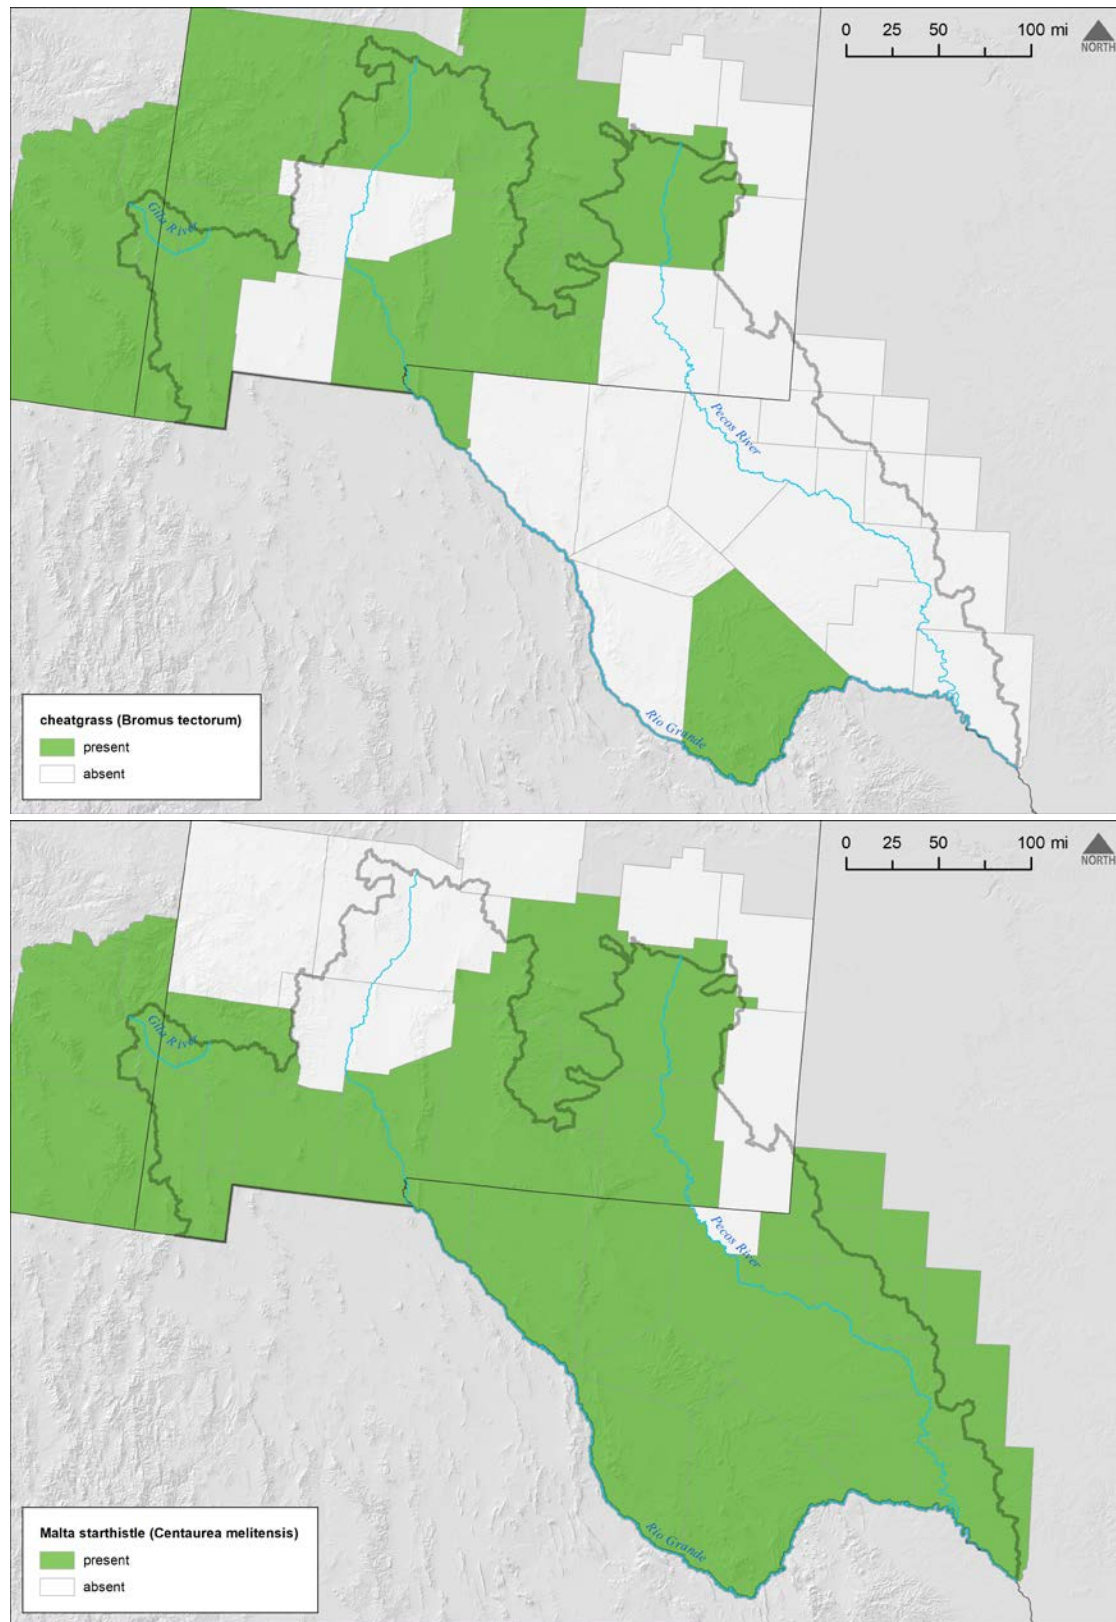 0 25 50 100 mi
NORTH
Gila River
Pecos River
Rio Grande
cheatgrass (Bromus tectorum)
present
absent
0 25 50 100 mi
NORTH
Gila River
Pecos River
Rio Grande
Malta starthistle (Centaurea melitensis)
present
absent